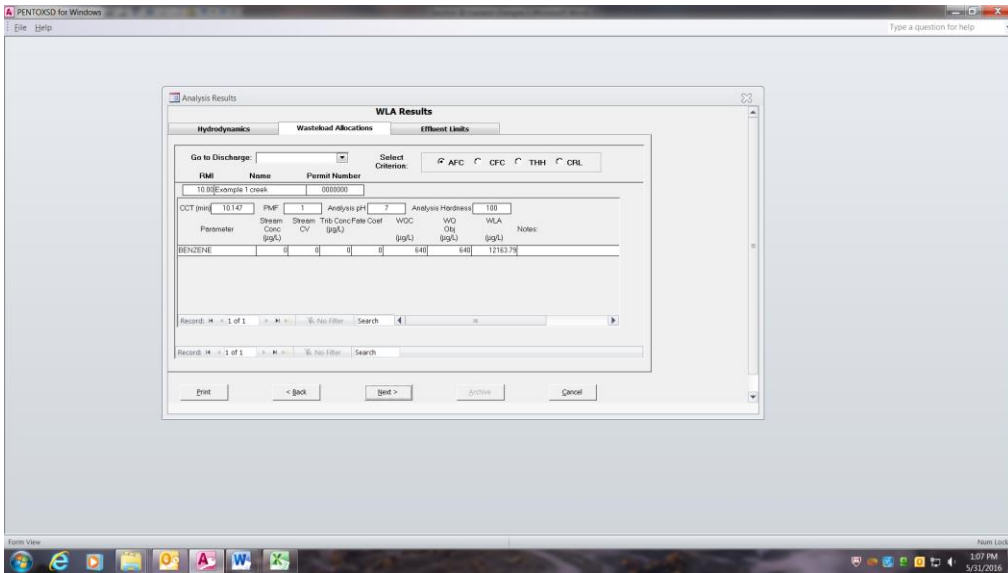 PENTOXSD for Windows
File Help
Type a question for help
Analysis Results
WLA Results
Hydrodynamics Wasteload Allocations Effluent Limits
Go to Discharge: Select Criterion: AFC CFC THH CRL
RMI Name Permit Number
10.00 Example 1 creek 0000000
CCT (min) 10.147 PMF 1 Analysis pH 7 Analysis Hardness 100
Parameter Stream Conc (µg/L) Stream CV Trib Conc (µg/L) Fate Coef WQC (µg/L) WQ Obj (µg/L) WLA (µg/L) Notes:
BENZENE 0 0 0 0 640 640 12163.79
Record: 1 of 1 No Filter Search
Record: 1 of 1 No Filter Search
Print < Back Next > Archive Cancel
Form View Num Lock
1:07 PM
5/31/2016